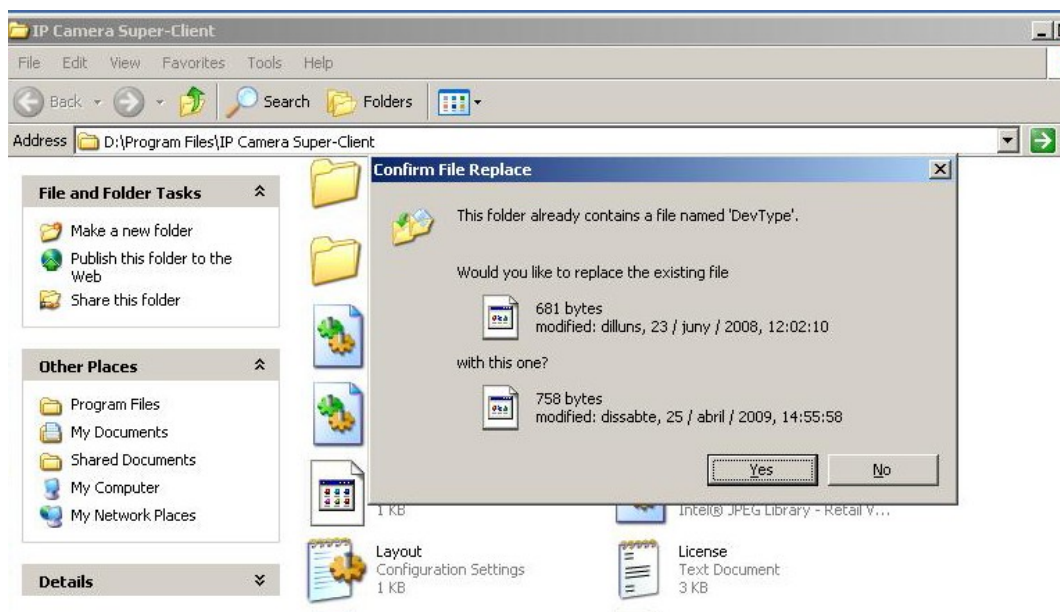 IP Camera Super-Client
File Edit View Favorites Tools Help
Back Search Folders
Address D:\Program Files\IP Camera Super-Client
File and Folder Tasks
Make a new folder
Publish this folder to the
Web
Share this folder
Other Places
Program Files
My Documents
Shared Documents
My Computer
My Network Places
Details
Confirm File Replace
This folder already contains a file named 'DevType'.
Would you like to replace the existing file
681 bytes
modified: dilluns, 23 / juny / 2008, 12:02:10
with this one?
758 bytes
modified: dissabte, 25 / abril / 2009, 14:55:58
Yes No
1 KB
Intel® JPEG Library - Retail V...
Layout
Configuration Settings
1 KB
License
Text Document
3 KB